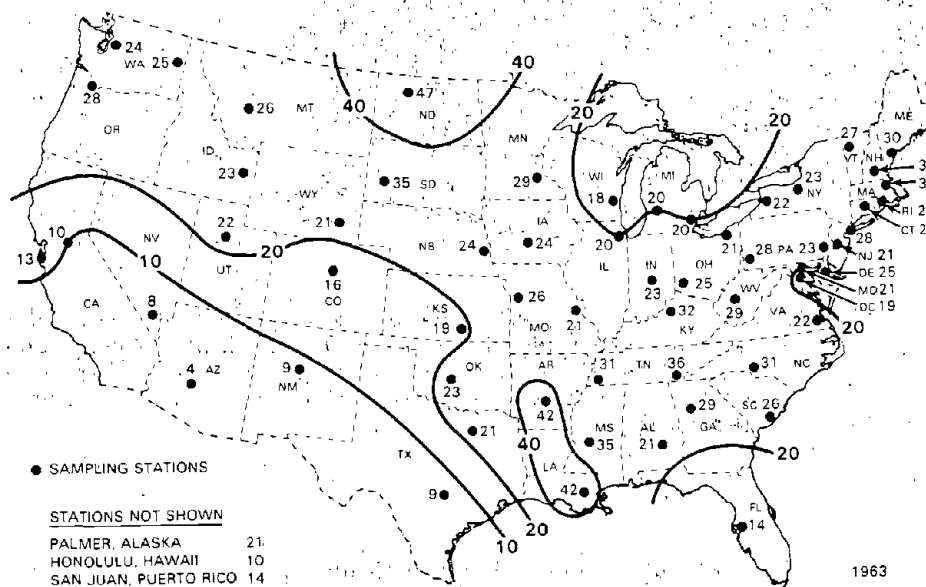 40
47
20
24
WA
25
40
ND
20
ME
28
26
MT
MN
27
30
OR
VT
NH
3
ID
WI
MI
23
23
35
SD
29
18
NY
MA
3
WY
20
22
RI 2
22
21
IA
20
CT 2
10
NV
20
NB
24
24
20
21
28
PA
23
28
NJ 21
13
10
UT
IL
IN
OH
DE 25
16
CO
23
25
WV
MD 21
8
KS
26
29
VA
DC 19
CA
19
MO
21
32
KY
22
20
4
AZ
9
OK
AR
31
TN
36
31
NC
NM
23
42
29
SC 26
21
40
MS
35
AL
21
GA
TX
20
● SAMPLING STATIONS
LA
9
42
FL
STATIONS NOT SHOWN
20
14
PALMER, ALASKA 21
10
HONOLULU, HAWAII 10
SAN JUAN, PUERTO RICO 14
1963